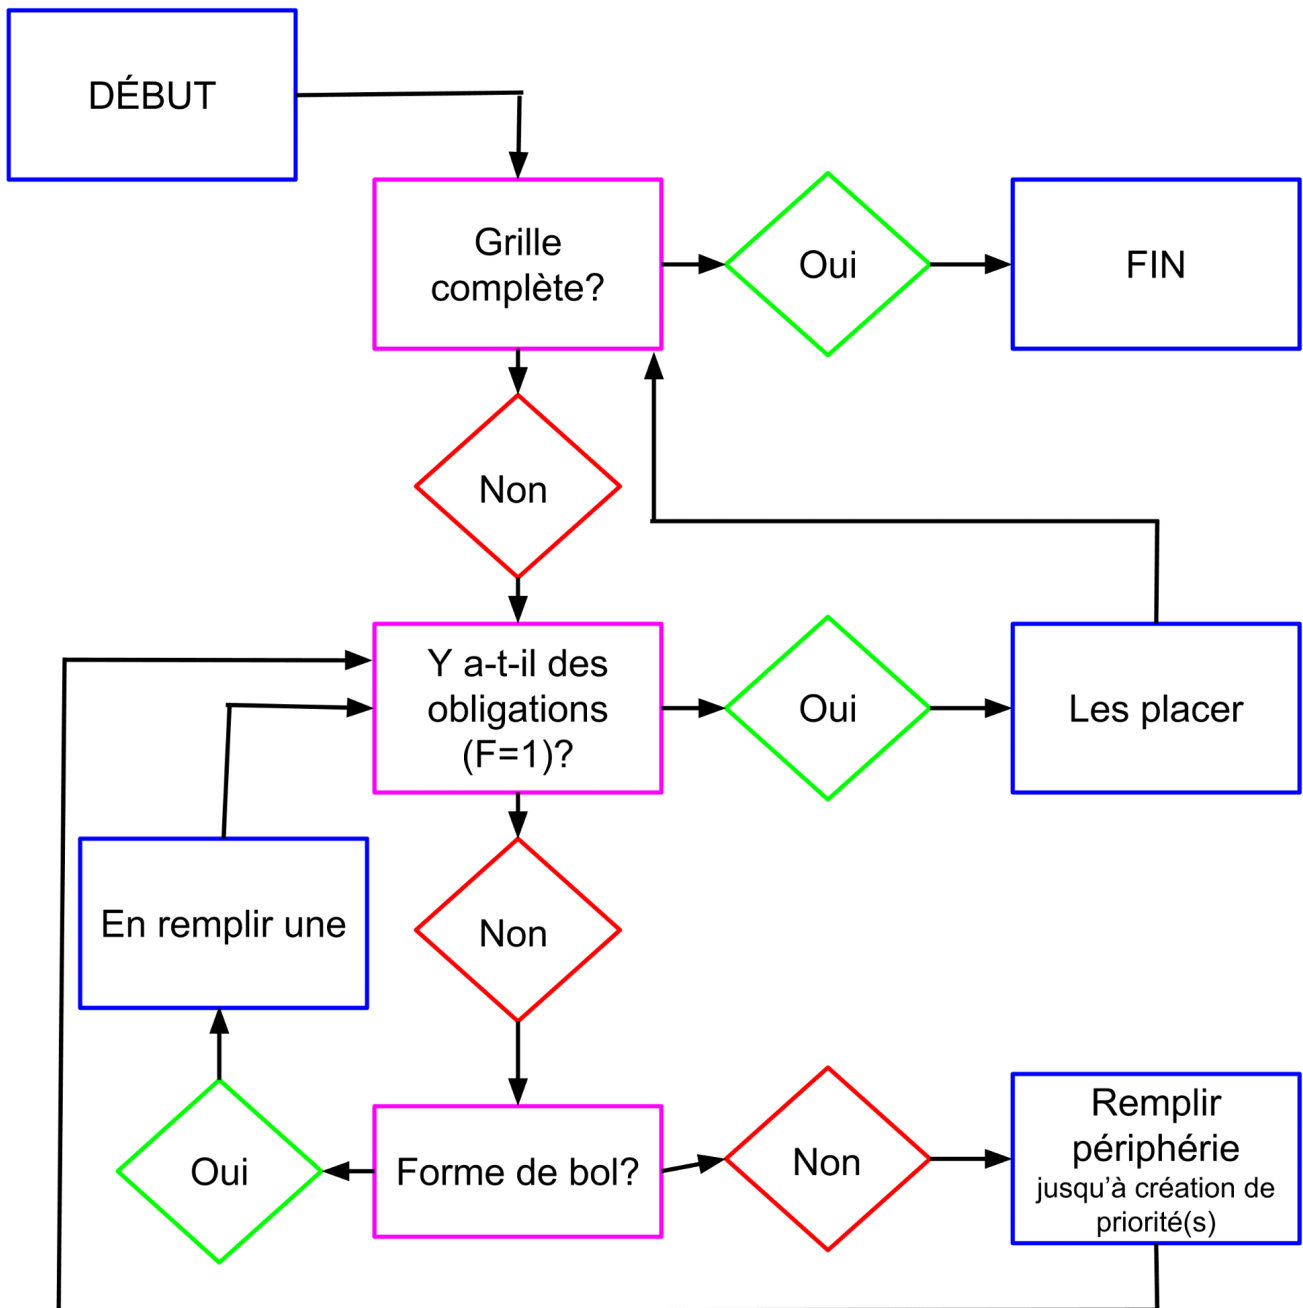 DÉBUT
Grille
complète?
Oui
FIN
Non
Y a-t-il des
obligations
(F=1)?
Oui
Les placer
En remplir une
Non
Oui
Forme de bol?
Non
Remplir
périphérie
jusqu'à création de
priorité(s)